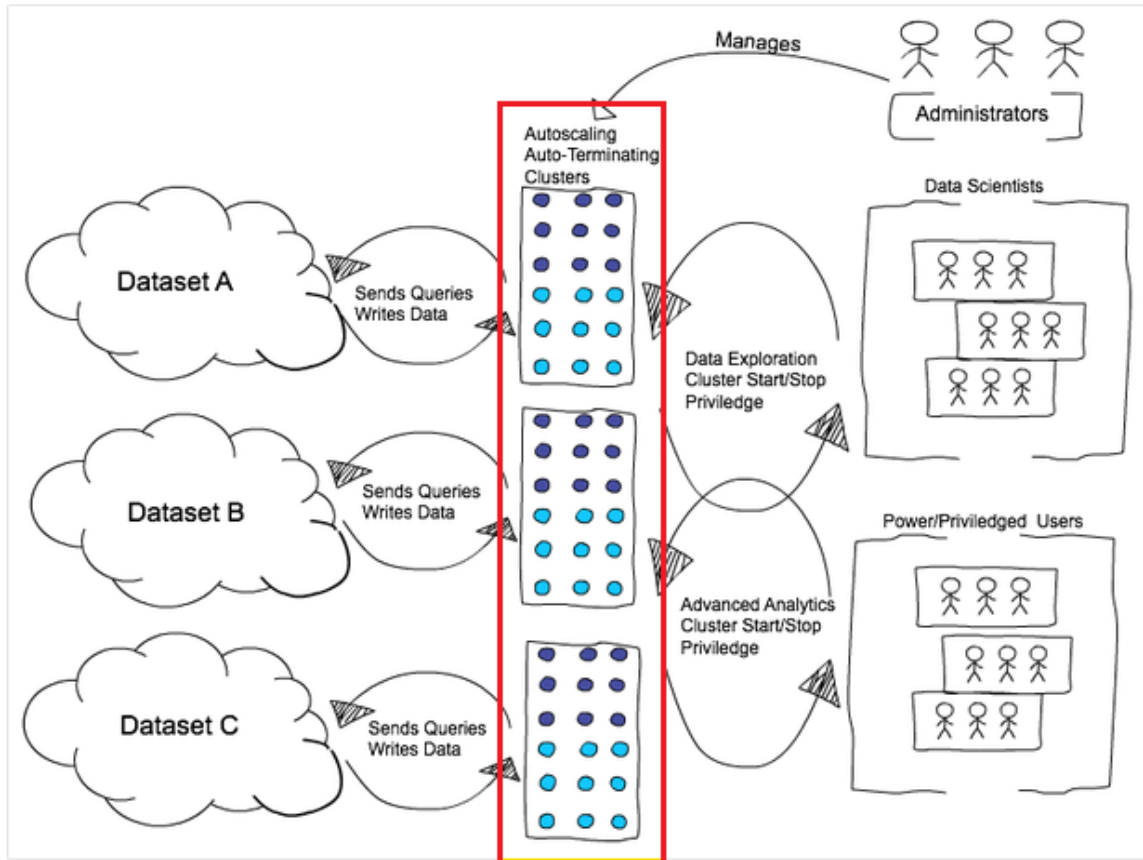 Manages
Administrators
Autoscaling
Auto-Terminating
Clusters
Data Scientists
Dataset A
Sends Queries
Writes Data
Data Exploration
Cluster Start/Stop
Priviledge
Dataset B
Sends Queries
Writes Data
Power/Priviledged Users
Advanced Analytics
Cluster Start/Stop
Priviledge
Dataset C
Sends Queries
Writes Data